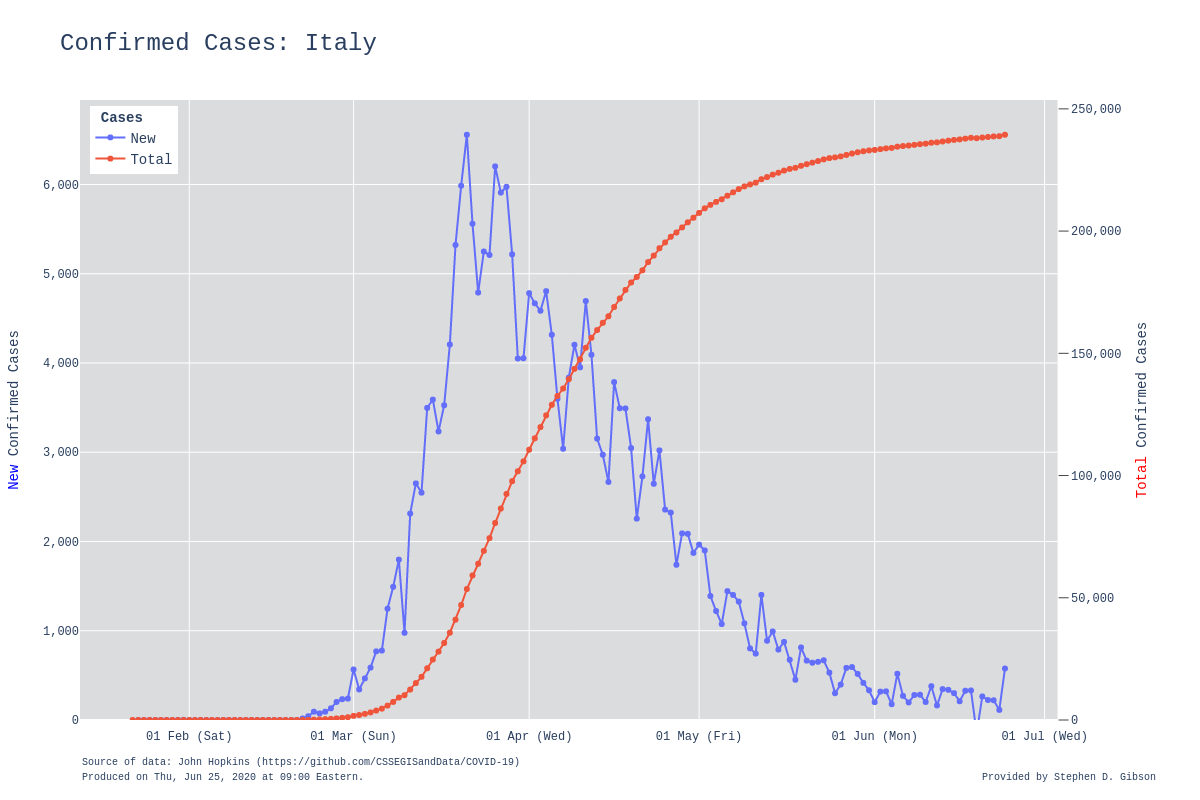 Confirmed Cases: Italy
Cases
New
Total
6,000
5,000
4,000
3,000
2,000
1,000
0
250,000
200,000
150,000
100,000
50,000
0
New Confirmed Cases
Total Confirmed Cases
01 Feb (Sat)
01 Mar (Sun)
01 Apr (Wed)
01 May (Fri)
01 Jun (Mon)
01 Jul (Wed)
Source of data: John Hopkins (https://github.com/CSSEGISandData/COVID-19)
Produced on Thu, Jun 25, 2020 at 09:00 Eastern.
Provided by Stephen D. Gibson